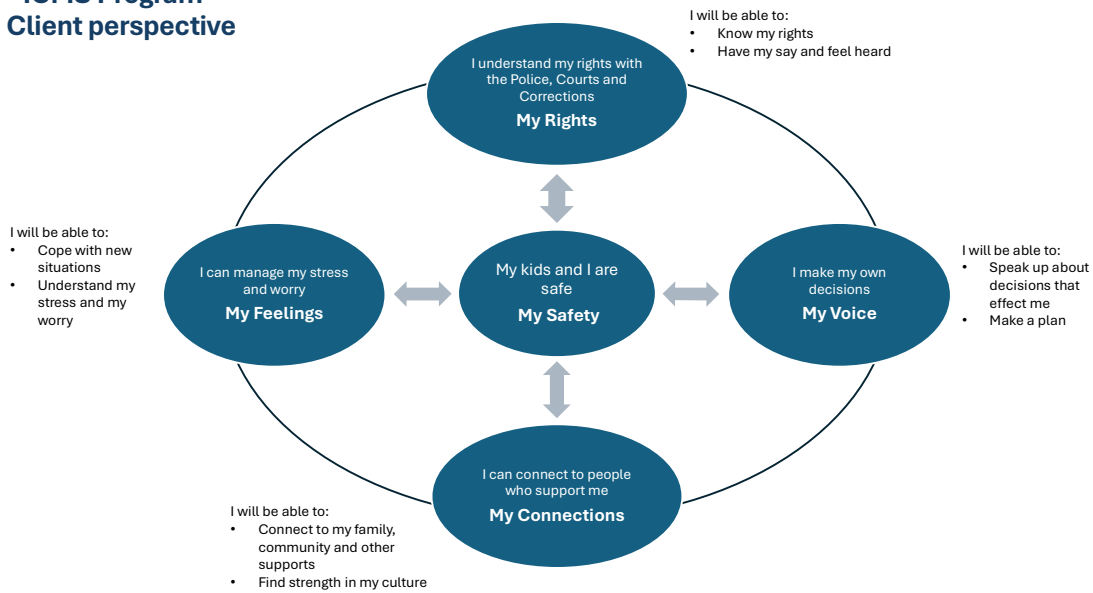 Program
Client perspective
I will be able to:
• Know my rights
• Have my say and feel heard
I understand my rights with
the Police, Courts and
Corrections
My Rights
I will be able to:
• Cope with new
situations
• Understand my
stress and my
worry
I can manage my stress
and worry
My Feelings
My kids and I are
safe
My Safety
I make my own
decisions
My Voice
I will be able to:
• Speak up about
decisions that
effect me
• Make a plan
I can connect to people
who support me
My Connections
I will be able to:
• Connect to my family,
community and other
supports
• Find strength in my culture